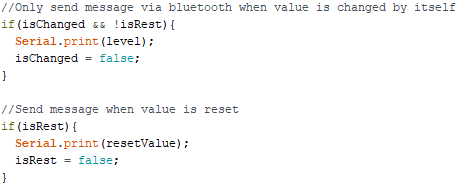 //Only send message via bluetooth when value is changed by itself
if(isChanged && !isRest){
  Serial.print(level);
  isChanged = false;
}

//Send message when value is reset
if(isRest){
  Serial.print(resetValue);
  isRest = false;
}